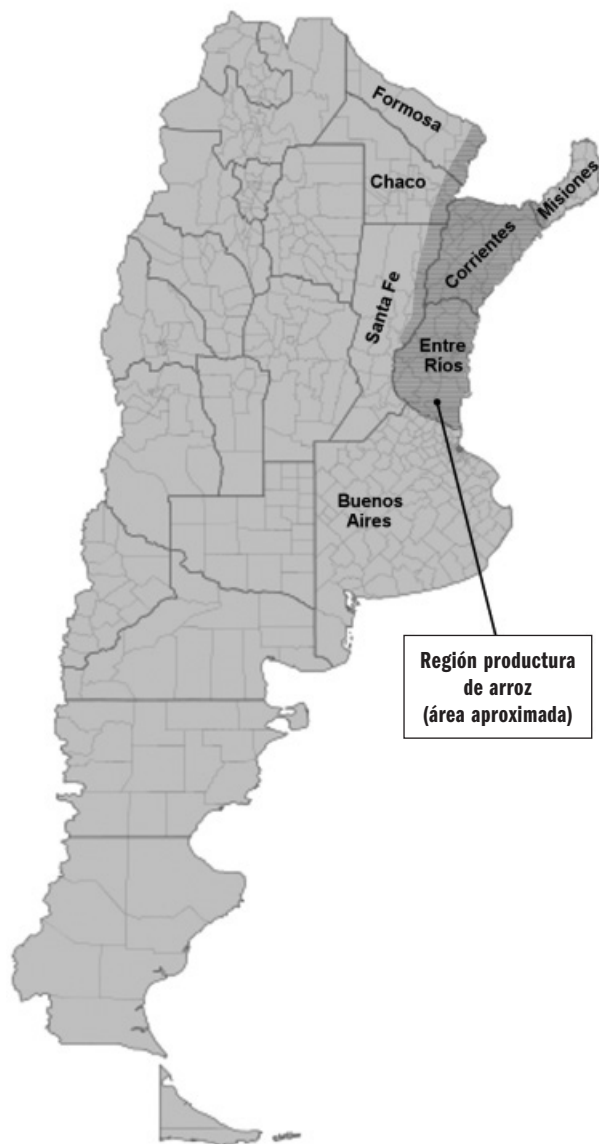 Formosa
Chaco
Misiones
Corrientes
Santa Fe
Entre
Ríos
Buenos
Aires
Región productura
de arroz
(área aproximada)